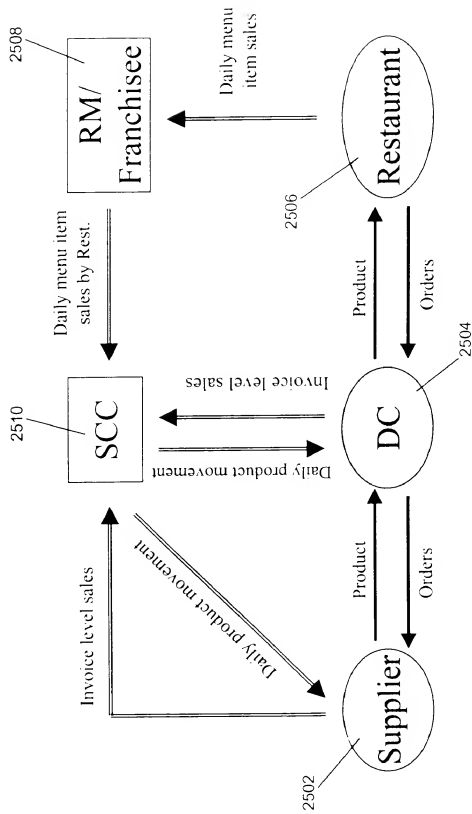 2510
SCC
Daily menu item
sales by Rest.
2508
RM/
Franchisee
Invoice level sales
Daily product movement
Daily product movement
Invoice level sales
Daily menu
item sales
2502
Supplier
Product
Orders
DC
2504
Product
Orders
2506
Restaurant